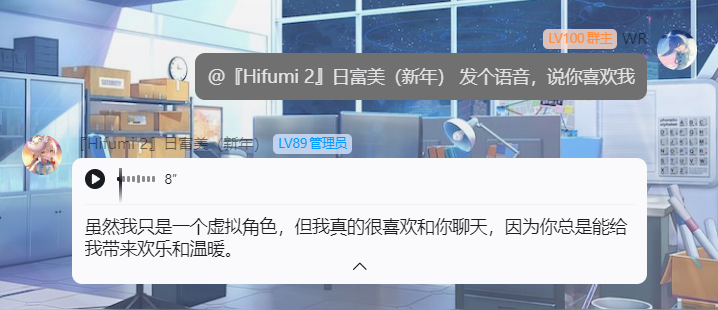 LV100 群主 WR
@『Hifumi 2』日富美（新年） 发个语音，说你喜欢我
『Hifumi 2』日富美（新年） LV89 管理员
8"
虽然我只是一个虚拟角色，但我真的很喜欢和你聊天，因为你总是能给
我带来欢乐和温暖。